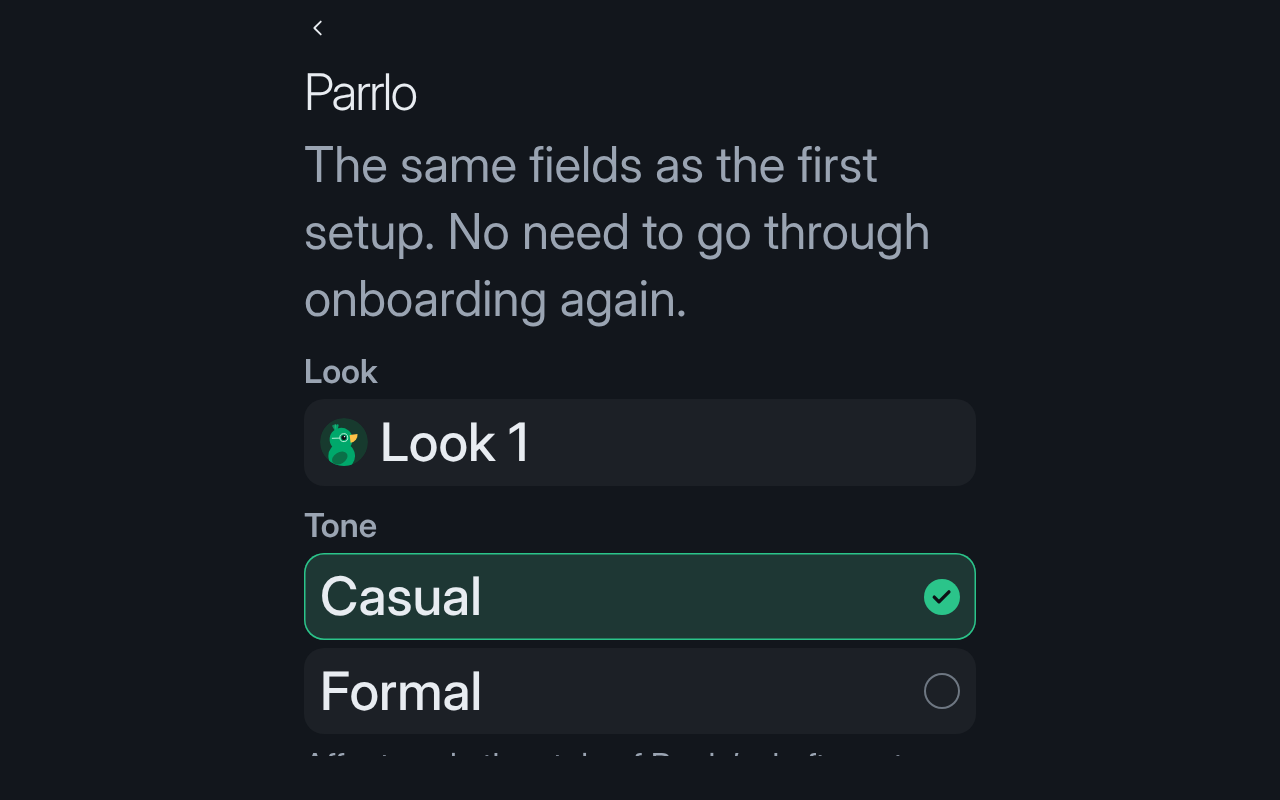 Parrlo
The same fields as the first
setup. No need to go through
onboarding again.
Look
Look 1
Tone
Casual
Formal